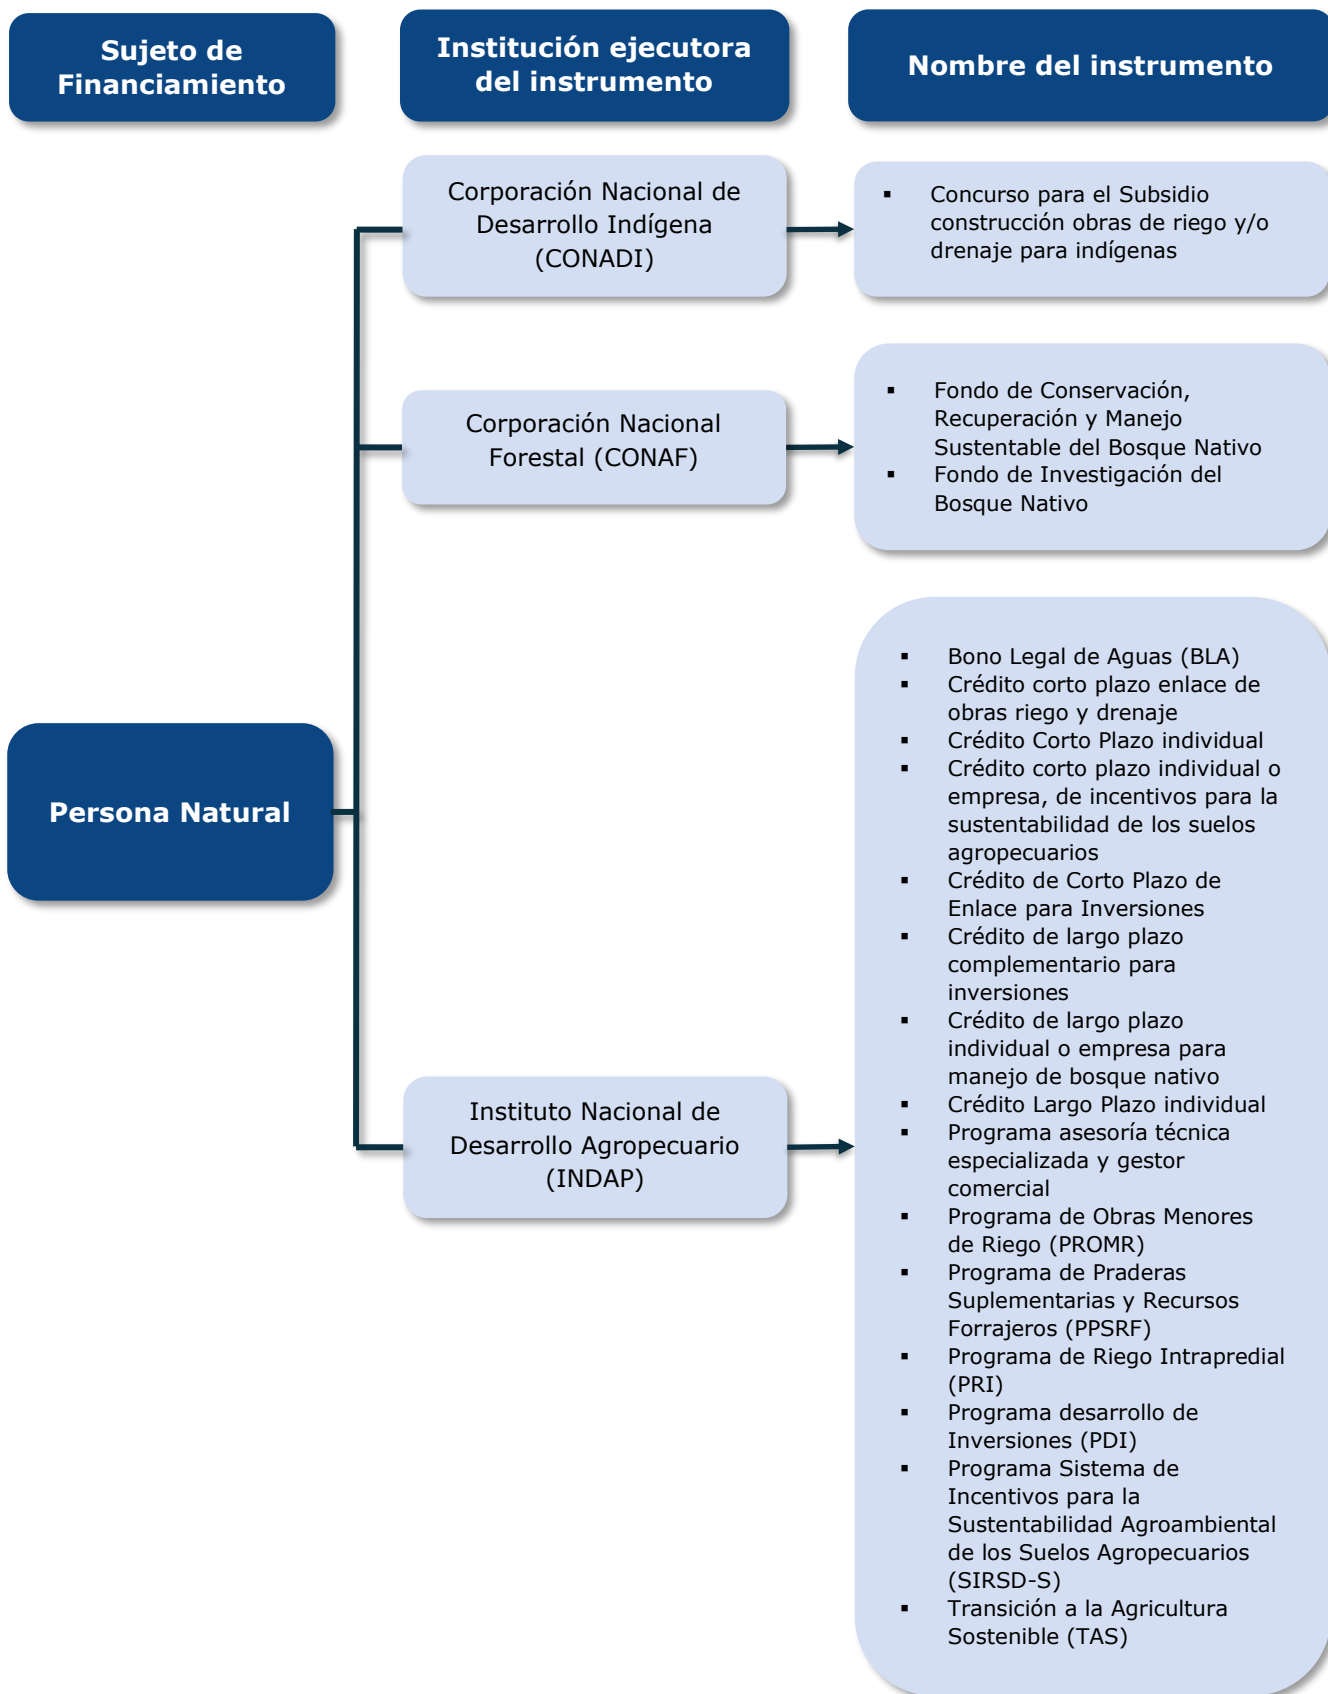 Sujeto de
Financiamiento
Institución ejecutora
del instrumento
Nombre del instrumento
Corporación Nacional de
Desarrollo Indígena
(CONADI)
▪ Concurso para el Subsidio
construcción obras de riego y/o
drenaje para indígenas
Corporación Nacional
Forestal (CONAF)
▪ Fondo de Conservación,
Recuperación y Manejo
Sustentable del Bosque Nativo
▪ Fondo de Investigación del
Bosque Nativo
Persona Natural
Instituto Nacional de
Desarrollo Agropecuario
(INDAP)
▪ Bono Legal de Aguas (BLA)
▪ Crédito corto plazo enlace de
obras riego y drenaje
▪ Crédito Corto Plazo individual
▪ Crédito corto plazo individual o
empresa, de incentivos para la
sustentabilidad de los suelos
agropecuarios
▪ Crédito de Corto Plazo de
Enlace para Inversiones
▪ Crédito de largo plazo
complementario para
inversiones
▪ Crédito de largo plazo
individual o empresa para
manejo de bosque nativo
▪ Crédito Largo Plazo individual
▪ Programa asesoría técnica
especializada y gestor
comercial
▪ Programa de Obras Menores
de Riego (PROMR)
▪ Programa de Praderas
Suplementarias y Recursos
Forrajeros (PPSRF)
▪ Programa de Riego Intrapredial
(PRI)
▪ Programa desarrollo de
Inversiones (PDI)
▪ Programa Sistema de
Incentivos para la
Sustentabilidad Agroambiental
de los Suelos Agropecuarios
(SIRSD-S)
▪ Transición a la Agricultura
Sostenible (TAS)